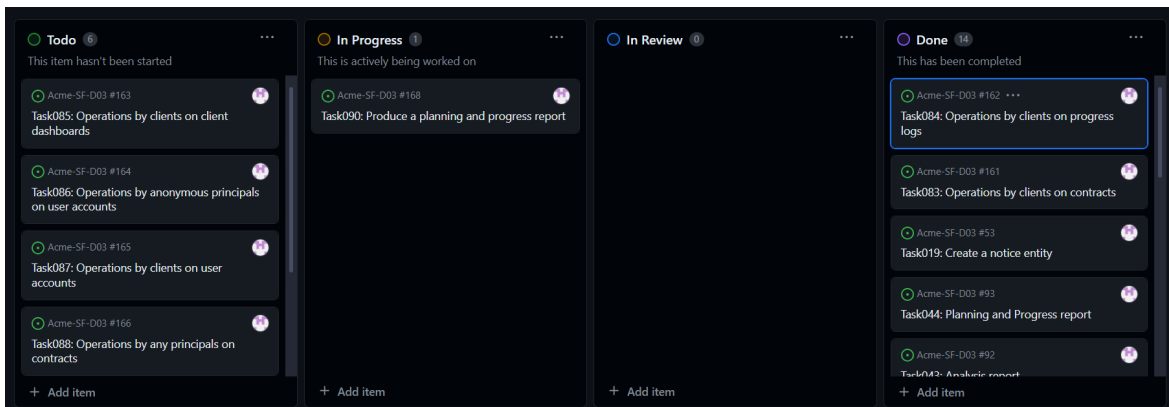 Todo 6 ...
This item hasn't been started
Acme-SF-D03 #163
Task085: Operations by clients on client
dashboards
Acme-SF-D03 #164
Task086: Operations by anonymous principals
on user accounts
Acme-SF-D03 #165
Task087: Operations by clients on user
accounts
Acme-SF-D03 #166
Task088: Operations by any principals on
contracts
+ Add item
In Progress 1 ...
This is actively being worked on
Acme-SF-D03 #168
Task090: Produce a planning and progress report
+ Add item
In Review 0 ...
+ Add item
Done 14 ...
This has been completed
Acme-SF-D03 #162 ...
Task084: Operations by clients on progress
logs
Acme-SF-D03 #161
Task083: Operations by clients on contracts
Acme-SF-D03 #53
Task019: Create a notice entity
Acme-SF-D03 #93
Task044: Planning and Progress report
Acme-SF-D03 #92
Task043: Analysis report
+ Add item